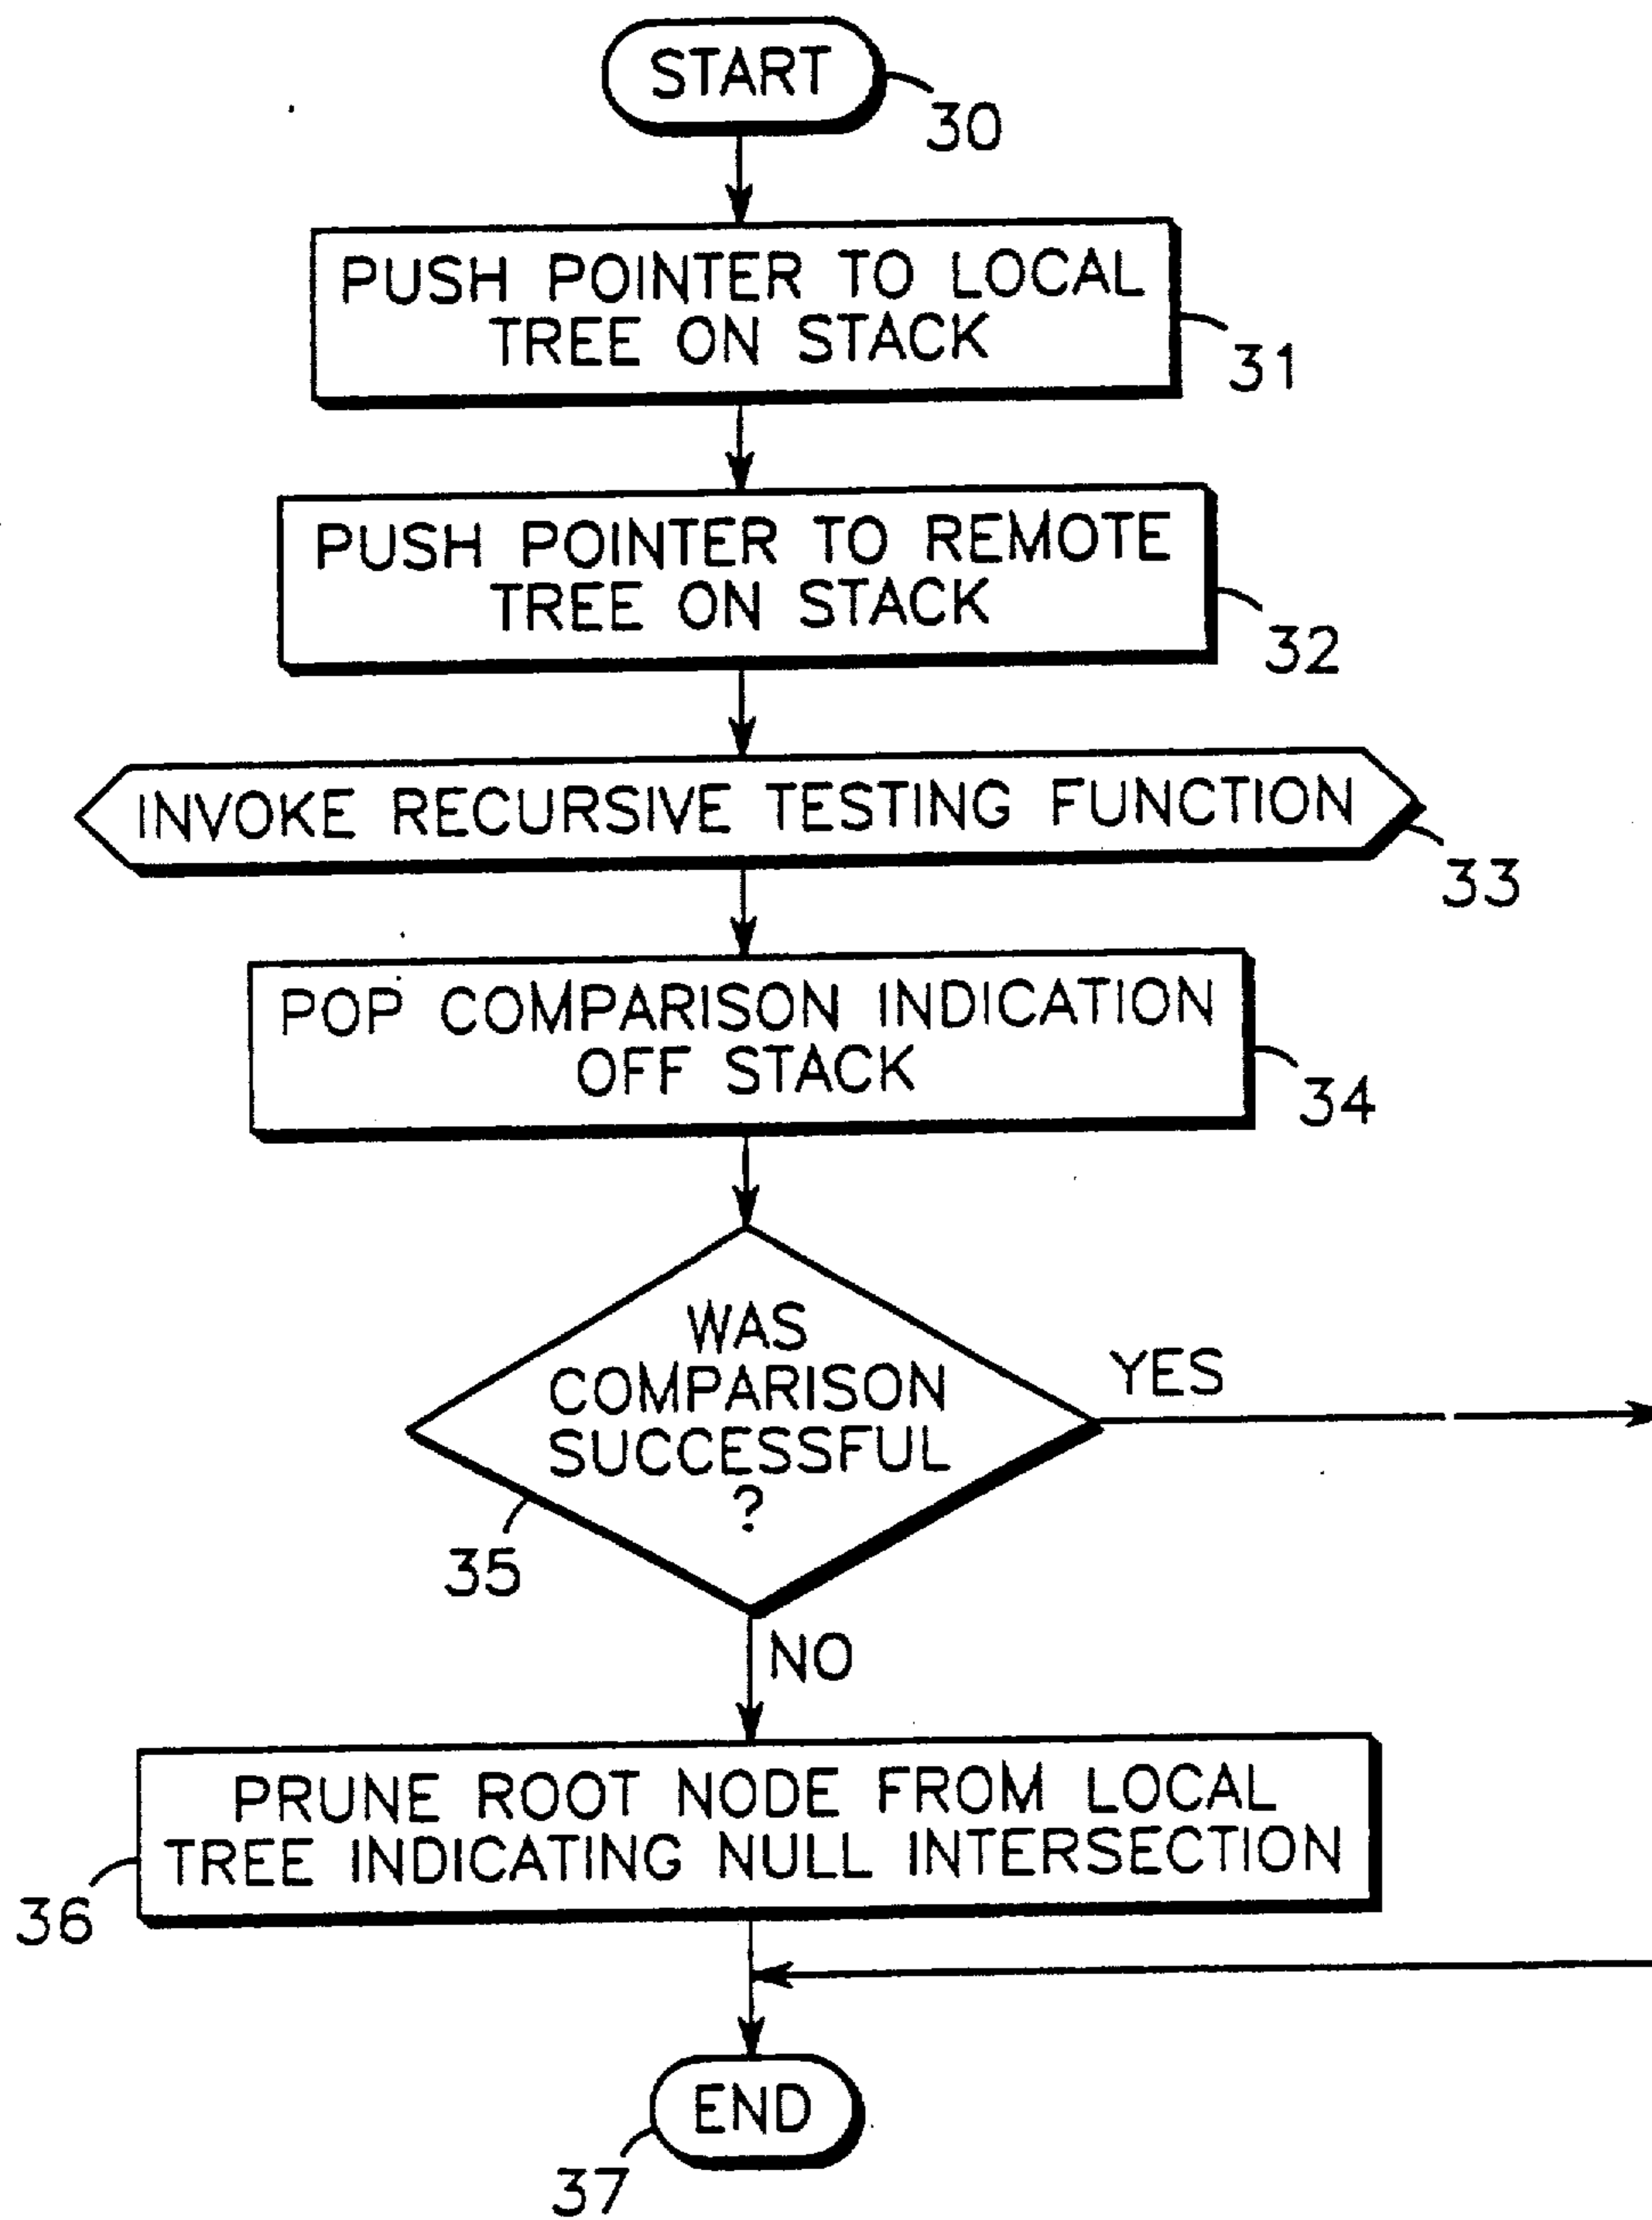 START
30
PUSH POINTER TO LOCAL
TREE ON STACK
31
PUSH POINTER TO REMOTE
TREE ON STACK
32
INVOKE RECURSIVE TESTING FUNCTION
33
POP COMPARISON INDICATION
OFF STACK
34
WAS
COMPARISON
SUCCESSFUL
?
YES
35
NO
PRUNE ROOT NODE FROM LOCAL
TREE INDICATING NULL INTERSECTION
36
END
37